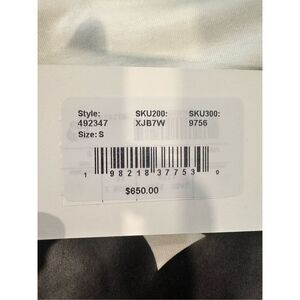 Style: SKU200: SKU300:
492347 XJB7W 9756
Size: S
1 98218 37753 0
$650.00